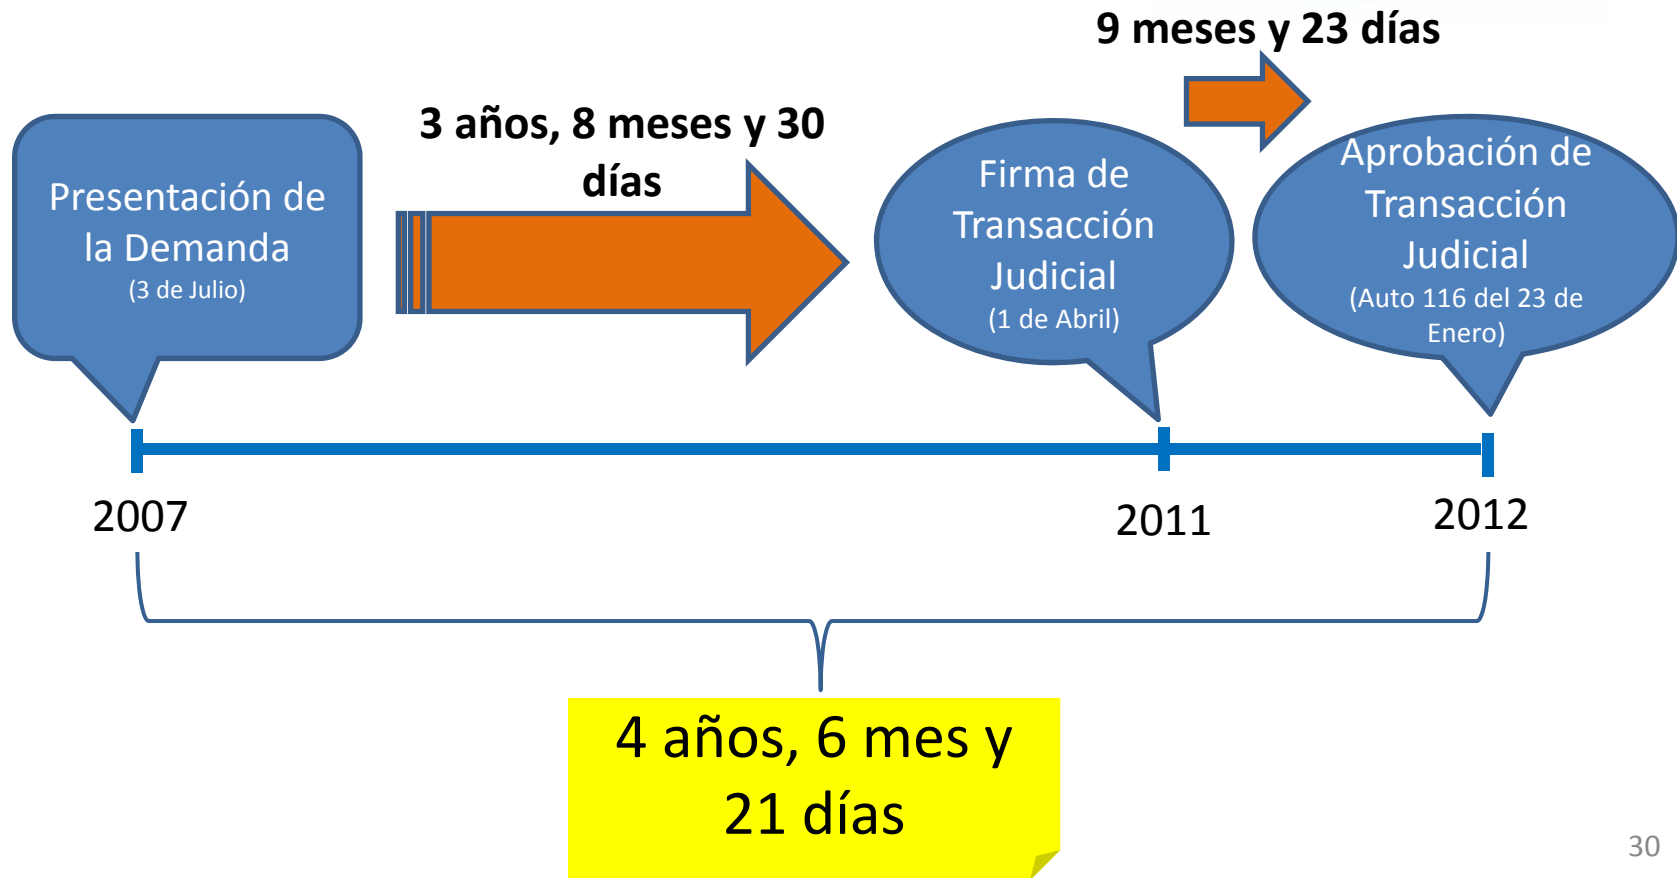 9 meses y 23 días
3 años, 8 meses y 30
días
Presentación de
la Demanda
(3 de Julio)
Firma de
Transacción
Judicial
(1 de Abril)
Aprobación de
Transacción
Judicial
(Auto 116 del 23 de
Enero)
2007
2011
2012
4 años, 6 mes y
21 días
30